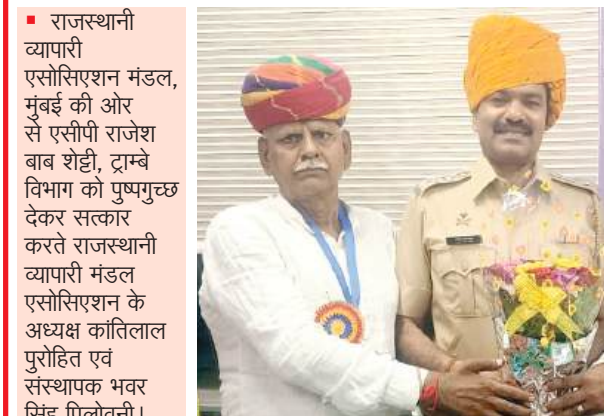 राजस्थानी
व्यापारी
एसोसिएशन मंडल,
मुंबई की ओर
से एसीपी राजेश
बाब शेट्टी, ट्राम्बे
विभाग को पुष्पगुच्छ
देकर सत्कार
करते राजस्थानी
व्यापारी मंडल
एसोसिएशन के
अध्यक्ष कांतिलाल
पुरोहित एवं
संस्थापक भवर
सिंह पिलोवनी।